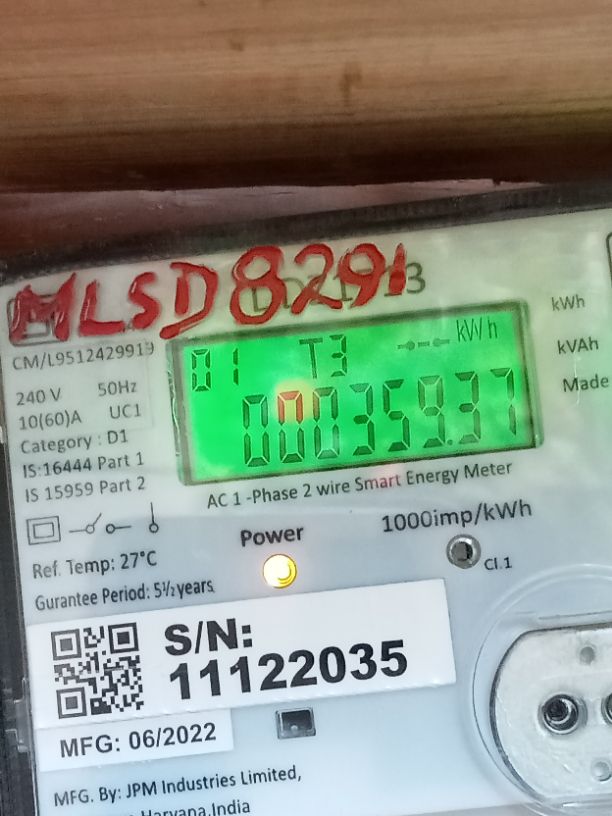 MLSD8291
CM/L9512429919
240 V 50Hz
10(60)A UC1
Category : D1
IS:16444 Part 1
IS 15959 Part 2
01 T3 kWh
000359.37
kWh
kVAh
Made
AC 1-Phase 2 wire Smart Energy Meter
Power
1000imp/kWh
Cl.1
Ref. Temp: 27°C
Gurantee Period: 5½years
S/N:
11122035
MFG: 06/2022
MFG. By: JPM Industries Limited,
Haryana,India